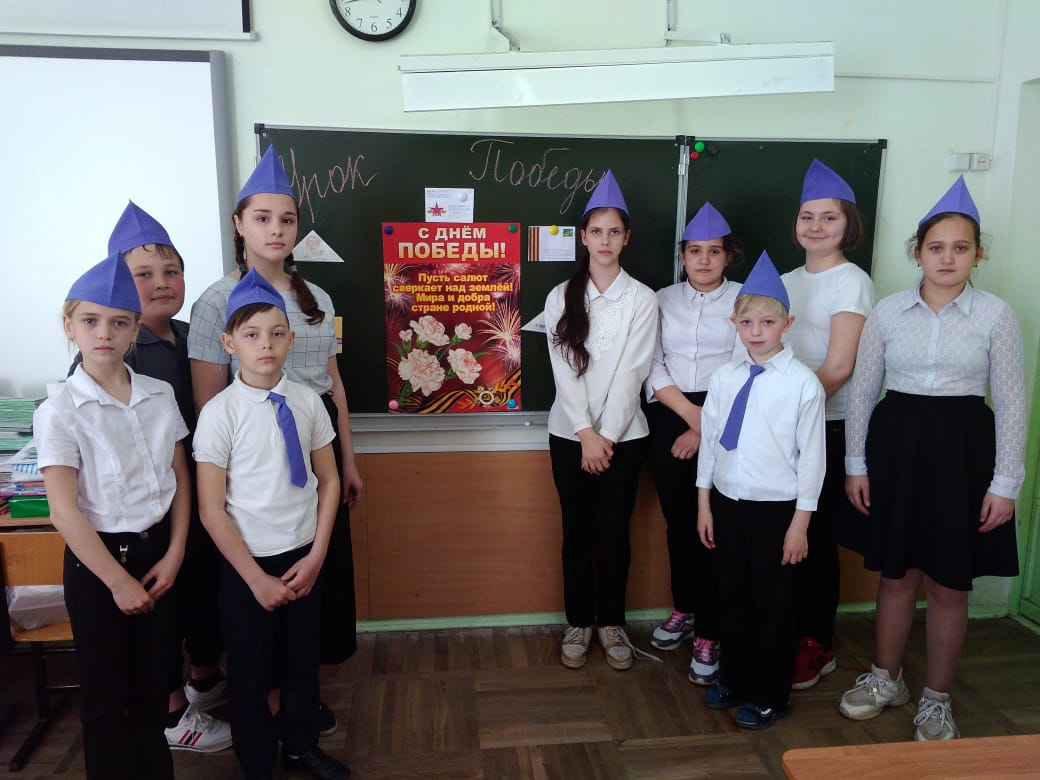 Урок Победы
С ДНЁМ
ПОБЕДЫ!
Пусть салют
сверкает над землёй!
Мира и добра
стране родной!